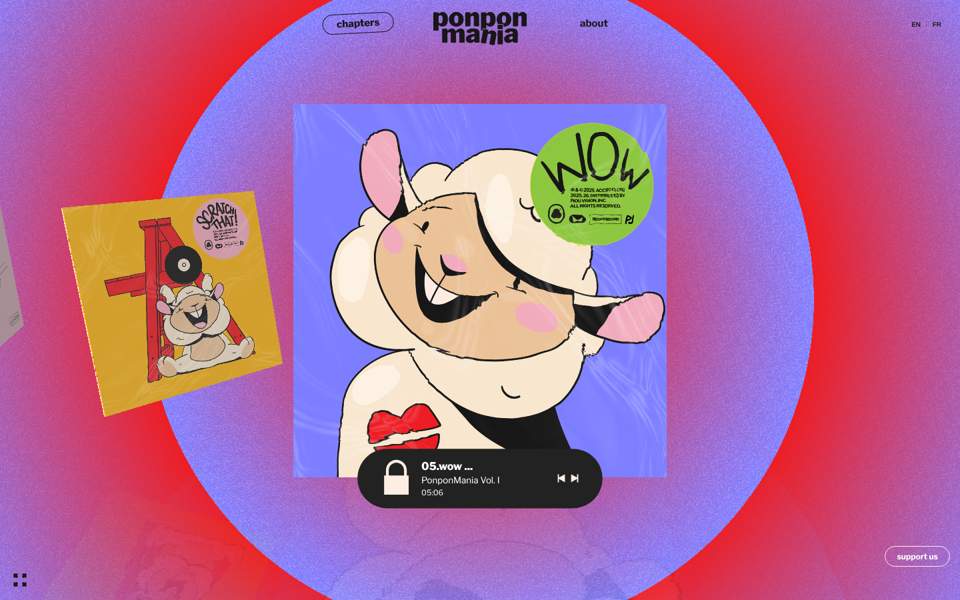 chapters
ponpon
mania
about
EN
FR
WOW
ALL RIGHTS RESERVED.
SCRATCH
THAT!
05.wow ...
PonponMania Vol. I
05:06
support us